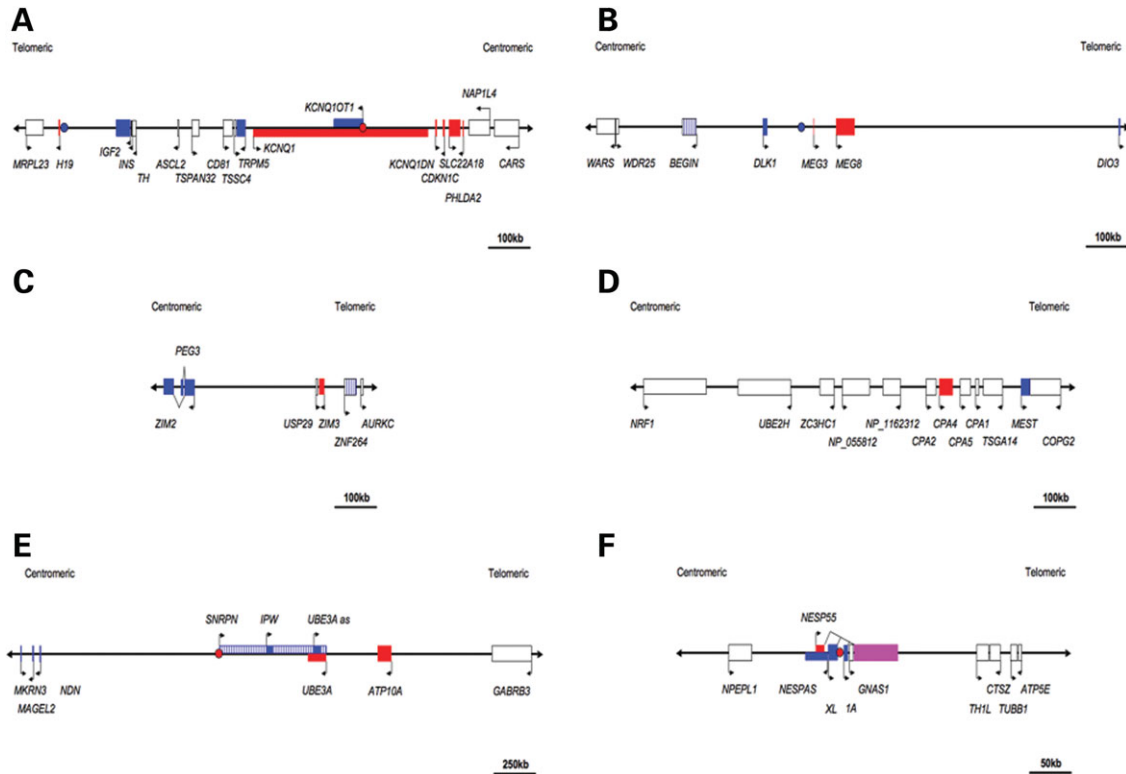 A
Telomeric
Centromeric
NAP1L4
KCNQ1OT1
KCNQ1
MRPL23
H19
IGF2
INS
TH
ASCL2
TSPAN32
CD81
TSSC4
TRPM5
KCNQ1DN
CDKN1C
SLC22A18
PHLDA2
CARS
100kb
B
Centromeric
Telomeric
WARS
WDR25
BEGIN
DLK1
MEG3
MEG8
DIO3
100kb
C
Centromeric
Telomeric
PEG3
ZIM2
USP29
ZIM3
ZNF264
AURKC
100kb
D
Centromeric
Telomeric
NRF1
UBE2H
ZC3HC1
NP_055812
NP_1162312
CPA2
CPA4
CPA5
CPA1
TSGA14
MEST
COPG2
100kb
E
Centromeric
Telomeric
SNRPN
IPW
UBE3A as
MKRN3
MAGEL2
NDN
UBE3A
ATP10A
GABRB3
250kb
F
Centromeric
Telomeric
NESP55
NPEPL1
NESPAS
XL
1A
GNAS1
TH1L
CTSZ
TUBB1
ATP5E
50kb